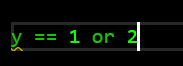 y == 1 or 2